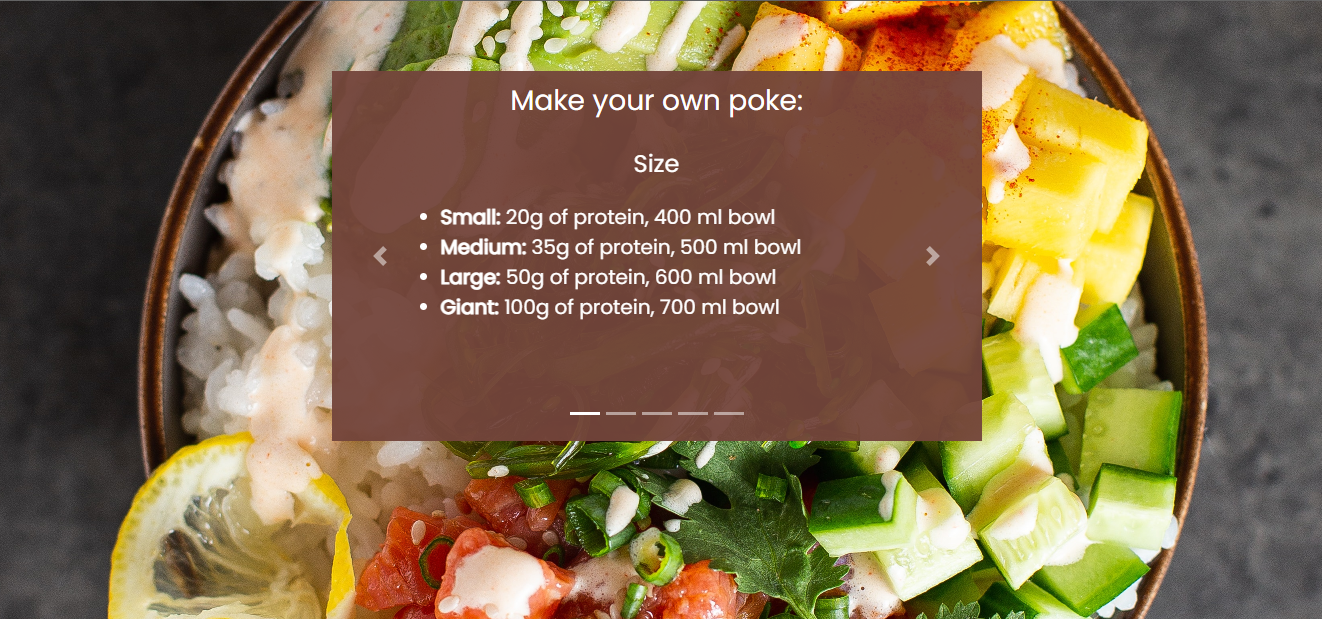 Make your own poke:
Size
Small: 20g of protein, 400 ml bowl
Medium: 35g of protein, 500 ml bowl
Large: 50g of protein, 600 ml bowl
Giant: 100g of protein, 700 ml bowl